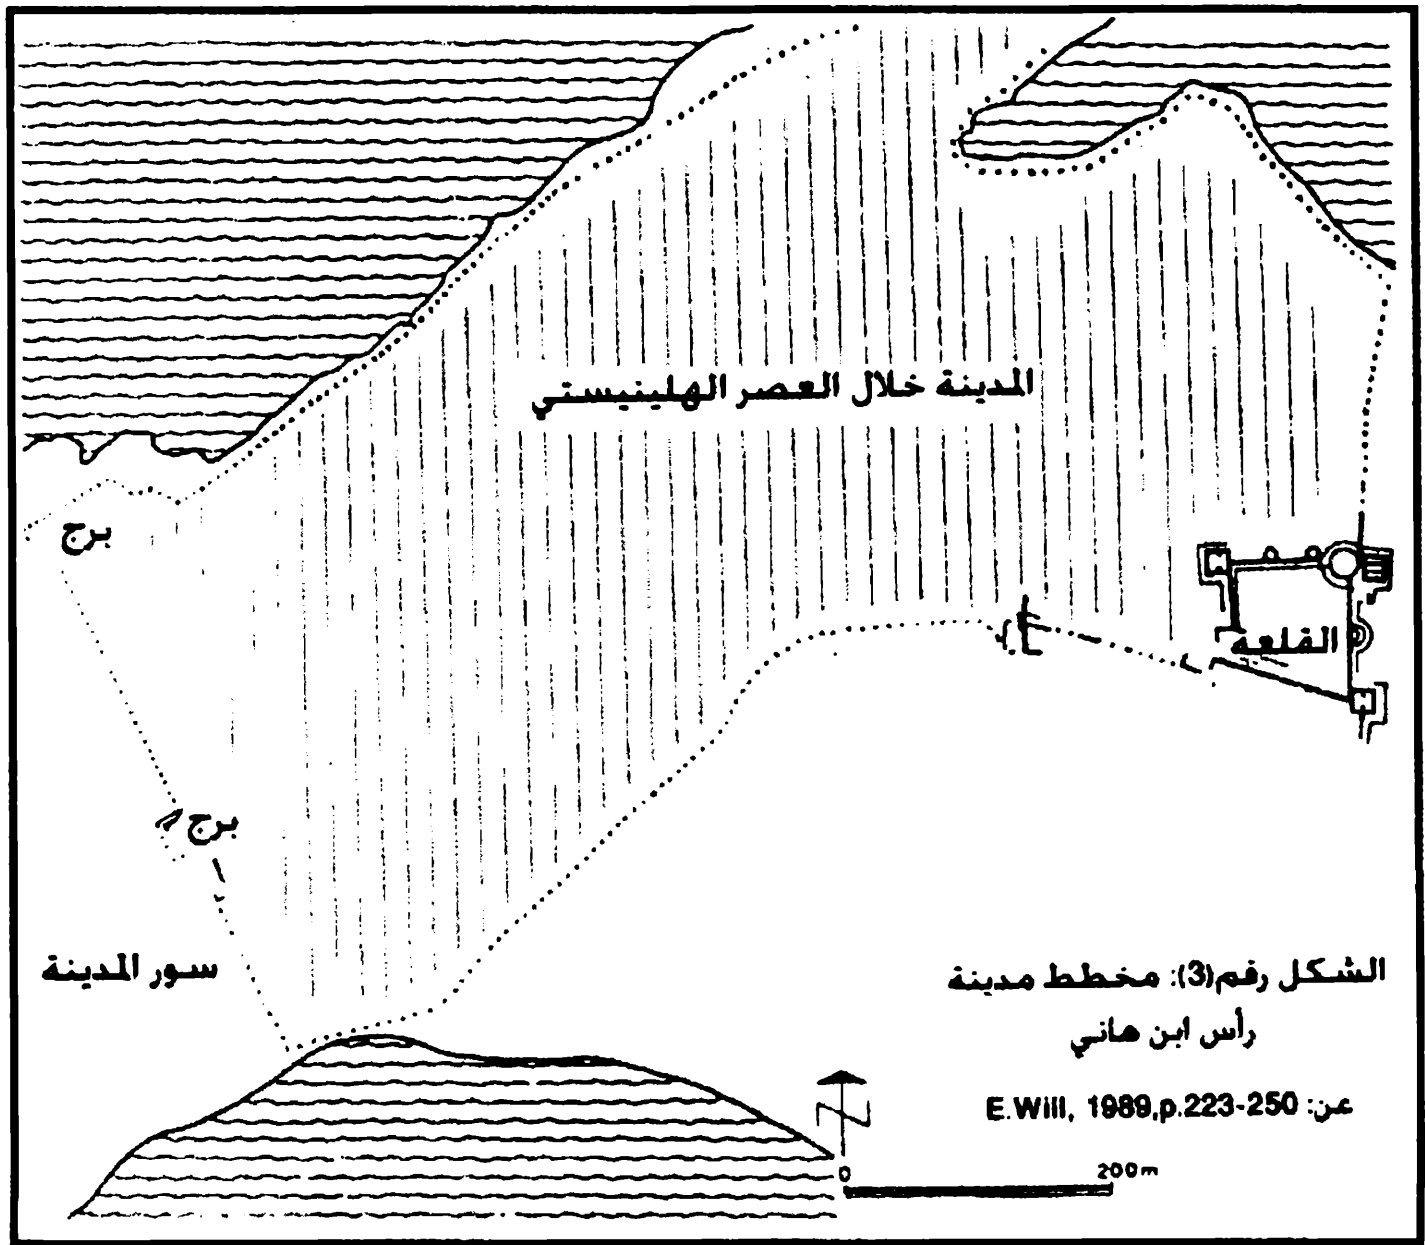 المدينة خلال العصر الهلينيستي
برج
القلعة
برج
سور المدينة
الشكل رقم(3): مخطط مدينة
رأس ابن هاني
عن: E.Will, 1989,p.223-250
0 200m